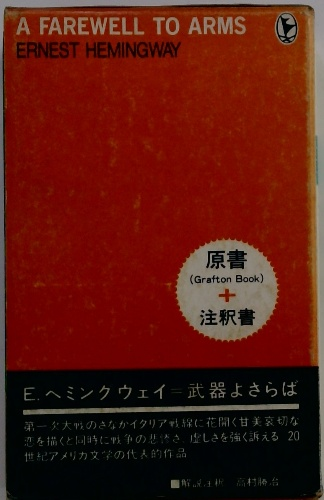 A FAREWELL TO ARMS
ERNEST HEMINGWAY
原書
(Grafton Book)
+
注釈書
E.ヘミングウェイ=武器よさらば
第一次大戦のさなかイタリア戦線に花開く甘美哀切な
恋を描くと同時に戦争の悲惨さ、虚しさを強く訴える 20
世紀アメリカ文学の代表的作品
■解説注釈 高村勝治